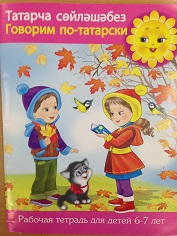 Татарча сөйләшәбез
Говорим по-татарски
Рабочая тетрадь для детей 6-7 лет